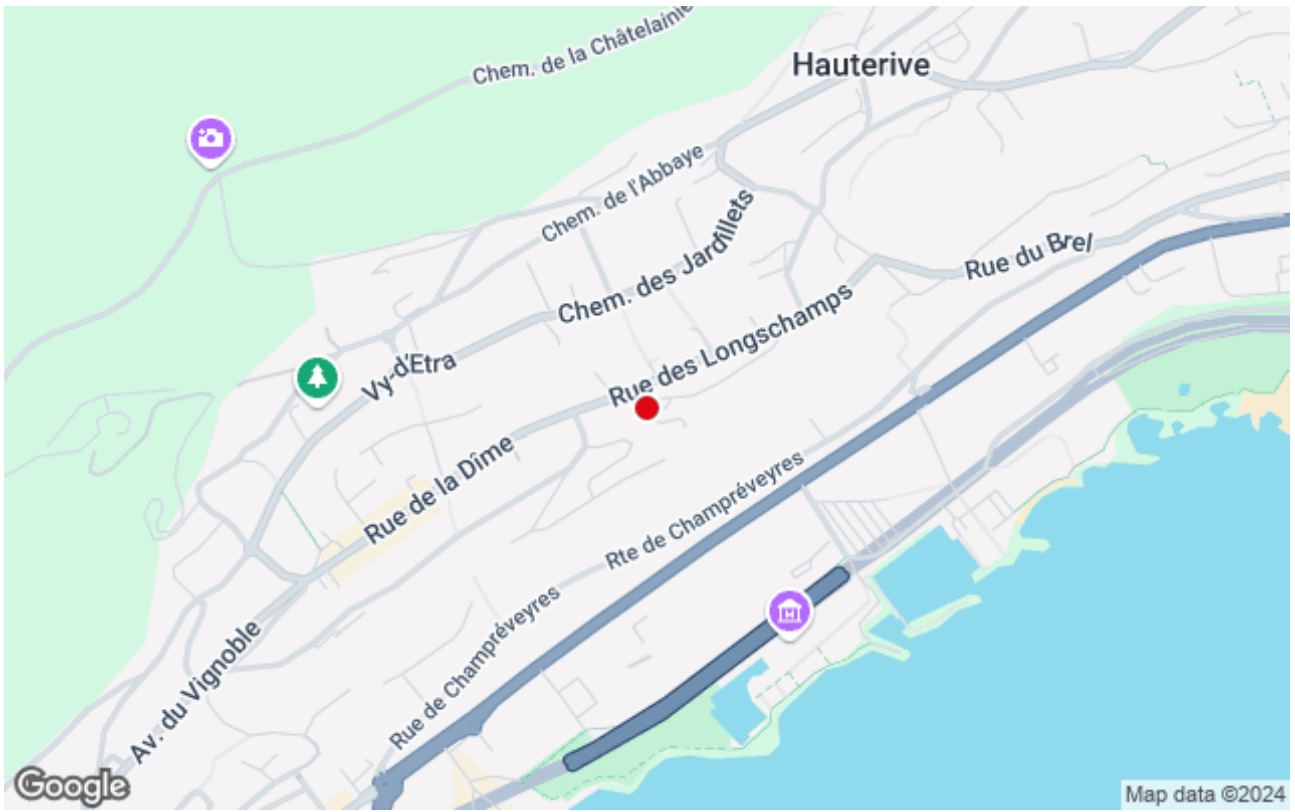 Chem. de la Châtelainie
Hauterive
Chem. de l'Abbaye
Chem. des Jardillets
Rue du Brel
Vy-d'Etra
Rue des Longschamps
Rue de la Dîme
Rte de Champréveyres
Rue de Champréveyres
Av. du Vignoble
H
Google
Map data ©2024